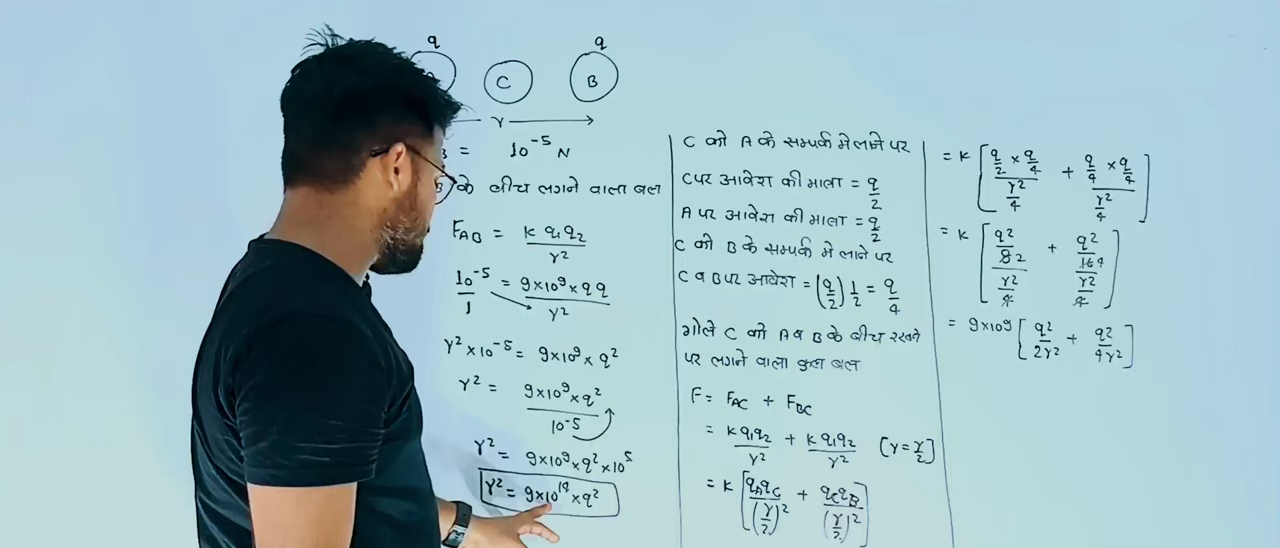 q q
C B
r
= 10⁻⁵ N
के बीच लगने वाला बल
F_AB = K q₁q₂ / r²
10⁻⁵ / 1 = 9×10⁹ × q q / r²
r² × 10⁻⁵ = 9×10⁹ × q²
r² = 9×10⁹ × q² / 10⁻⁵
r² = 9×10⁹ × q² × 10⁵
r² = 9×10¹⁴ × q²
C को A के सम्पर्क मे लाने पर
C पर आवेश की मात्रा = q/2
A पर आवेश की मात्रा = q/2
C को B के सम्पर्क मे लाने पर
C व B पर आवेश = (q/2) 1/2 = q/4
गोले C को A व B के बीच रखने
पर लगने वाला कुल बल
F = F_AC + F_BC
= K q₁q₂ / r² + K q₁q₂ / r² [r = r/2]
= K [q_A q_C / (r/2)² + q_C q_B / (r/2)²]
= K [(q/2 × q/4) / (r²/4) + (q/4 × q/4) / (r²/4)]
= K [(q²/8 2) / (r²/4) + (q²/16 4) / (r²/4)]
= 9×10⁹ [q²/2r² + q²/4r²]